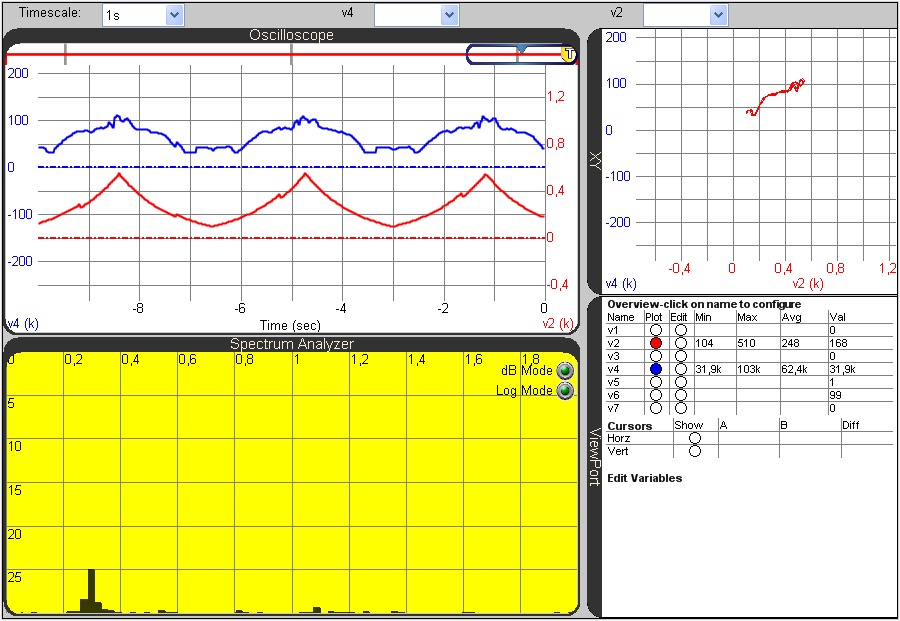 Timescale: 1s v4 v2
Oscilloscope
T
200
100
0
-100
-200
1,2
0,8
0,4
0
-0,4
-8 -6 -4 -2 0
v4 (k) Time (sec) v2 (k)
XY
200
100
0
-100
-200
-0,4 0 0,4 0,8 1,2
v4 (k) v2 (k)
Spectrum Analyzer
0 0,2 0,4 0,6 0,8 1 1,2 1,4 1,6 1,8
dB Mode
Log Mode
5
10
15
20
25
ViewPort
Overview-click on name to configure
Name Plot Edit Min Max Avg Val
v1 0
v2 104 510 248 168
v3 0
v4 31,9k 103k 62,4k 31,9k
v5 1
v6 99
v7 0
Cursors Show A B Diff
Horz
Vert
Edit Variables